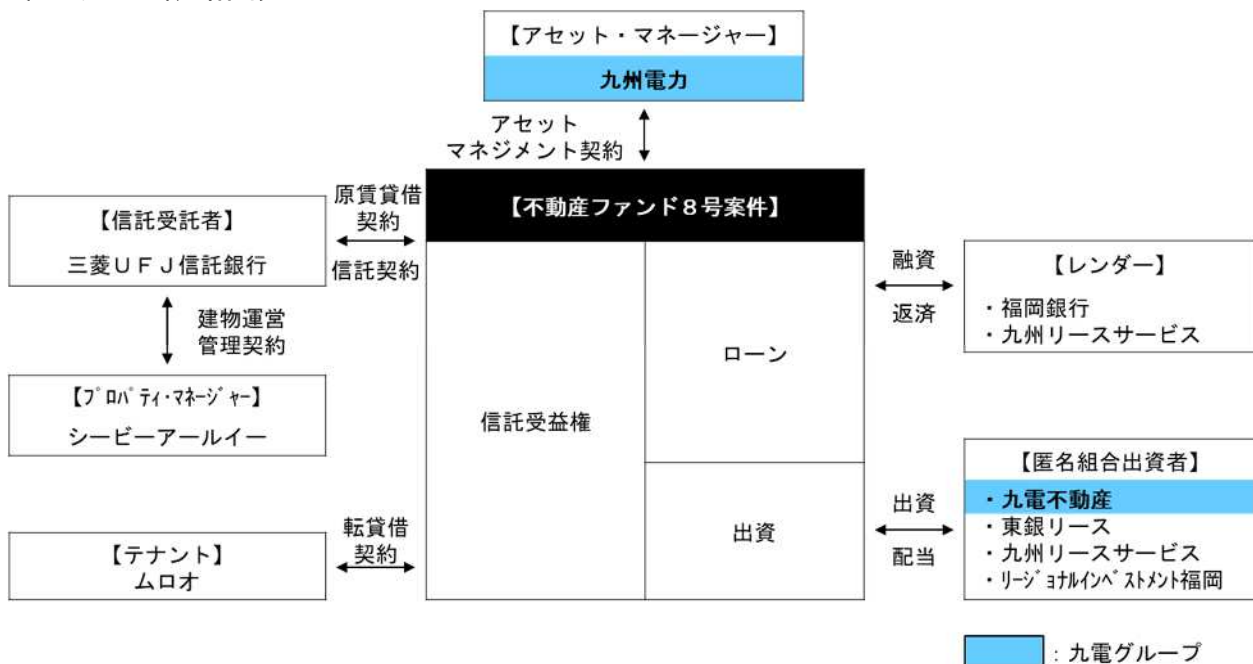 【アセット・マネージャー】
九州電力
アセット
マネジメント契約
【不動産ファンド８号案件】
信託受益権
ローン
出資
原賃貸借
契約
信託契約
【信託受託者】
三菱ＵＦＪ信託銀行
建物運営
管理契約
【ﾌﾟﾛﾊﾟﾃｨ･ﾏﾈｰｼﾞｬｰ】
シービーアールイー
【テナント】
ムロオ
転貸借
契約
融資
返済
【レンダー】
・福岡銀行
・九州リースサービス
出資
配当
【匿名組合出資者】
・九電不動産
・東銀リース
・九州リースサービス
・ﾘｰｼﾞｮﾅﾙｲﾝﾍﾞｽﾄﾒﾝﾄ福岡
：九電グループ